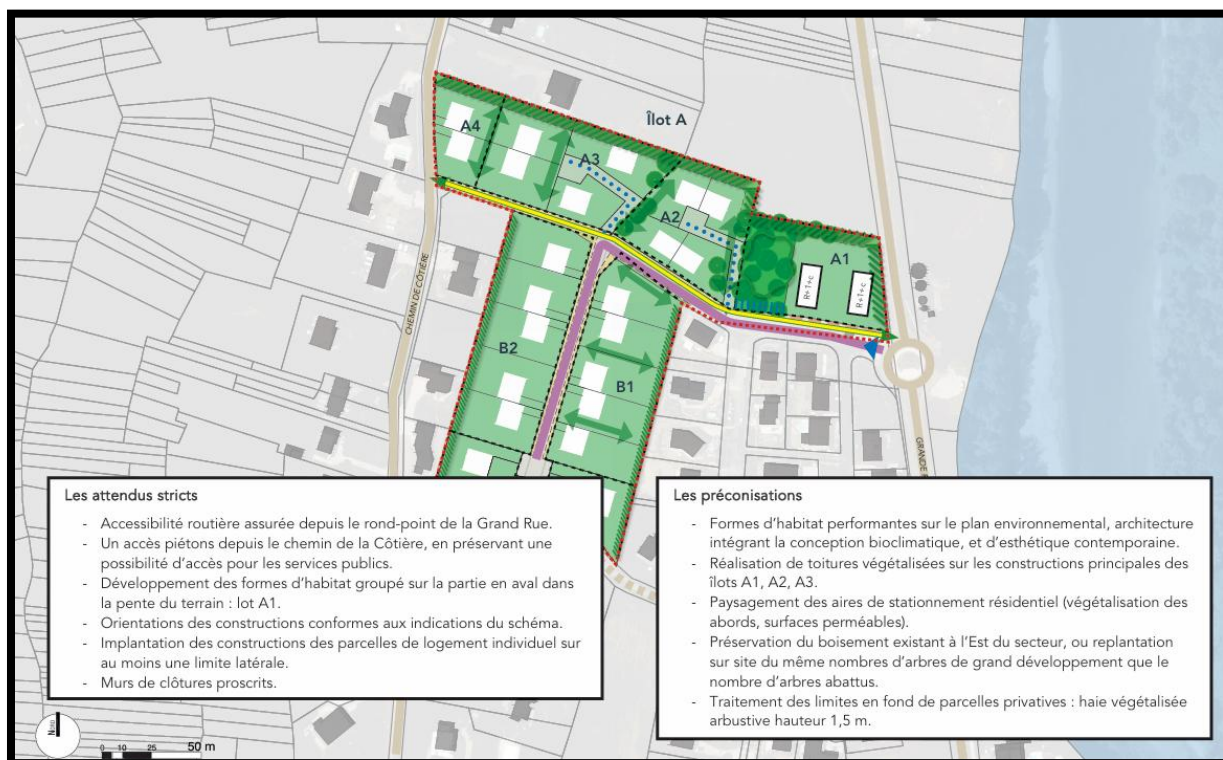 Îlot A
A4
A3
A2
A1
R+1+c
R+1+c
CHEMIN DE CÔTIÈRE
B2
B1
GRANDE
Les attendus stricts
- Accessibilité routière assurée depuis le rond-point de la Grand Rue.
- Un accès piétons depuis le chemin de la Côtière, en préservant une
possibilité d'accès pour les services publics.
- Développement des formes d'habitat groupé sur la partie en aval dans
la pente du terrain : lot A1.
- Orientations des constructions conformes aux indications du schéma.
- Implantation des constructions des parcelles de logement individuel sur
au moins une limite latérale.
- Murs de clôtures proscrits.
Les préconisations
- Formes d'habitat performantes sur le plan environnemental, architecture
intégrant la conception bioclimatique, et d'esthétique contemporaine.
- Réalisation de toitures végétalisées sur les constructions principales des
îlots A1, A2, A3.
- Paysagement des aires de stationnement résidentiel (végétalisation des
abords, surfaces perméables).
- Préservation du boisement existant à l'Est du secteur, ou replantation
sur site du même nombres d'arbres de grand développement que le
nombre d'arbres abattus.
- Traitement des limites en fond de parcelles privatives : haie végétalisée
arbustive hauteur 1,5 m.
Nord
0 10 25 50 m